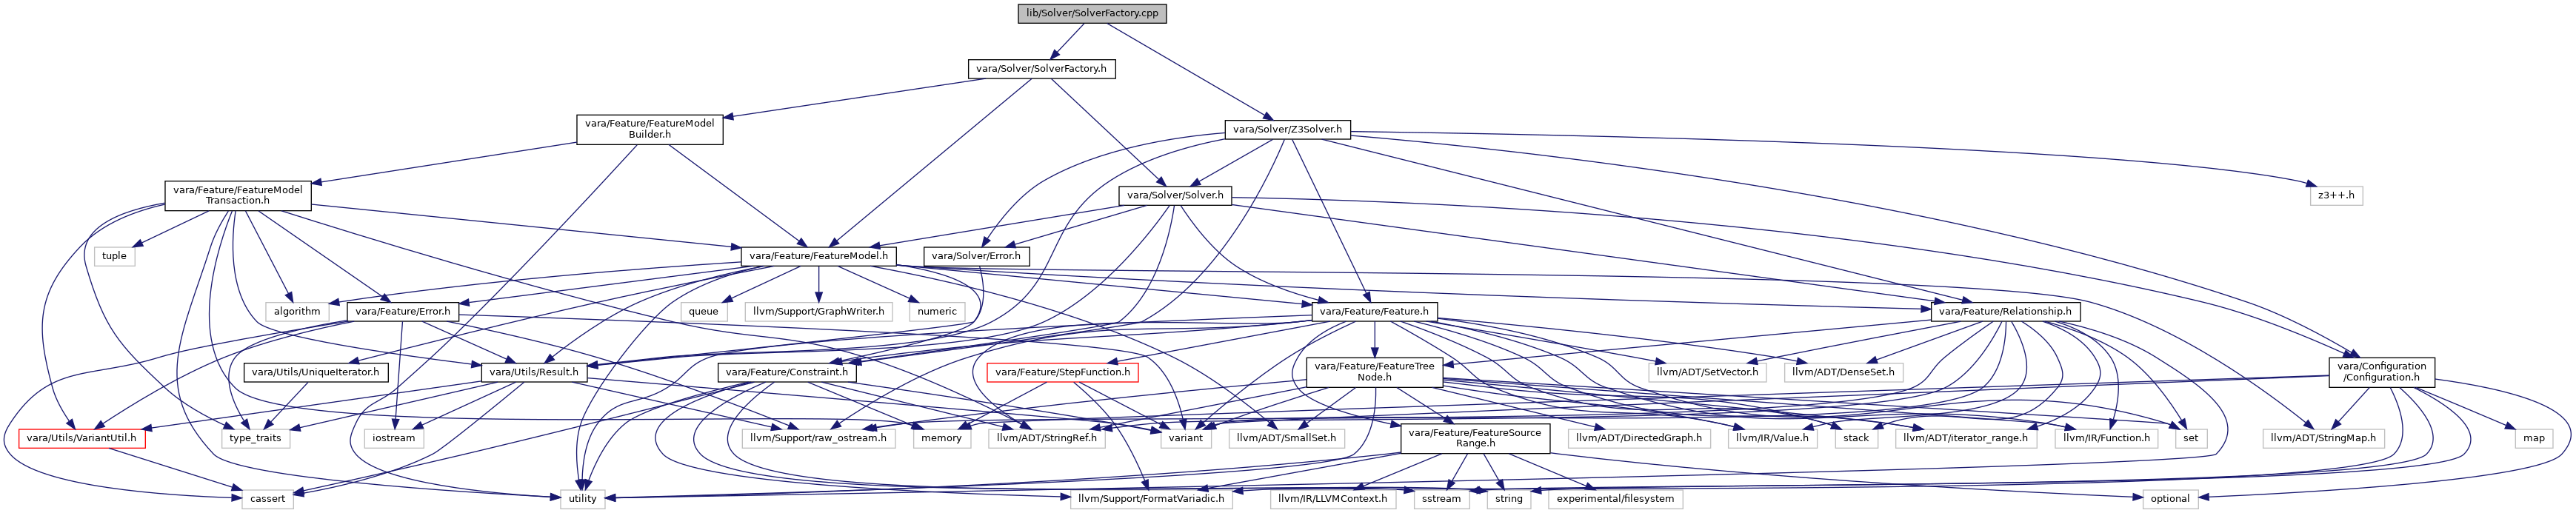 lib/Solver/SolverFactory.cpp
vara/Solver/SolverFactory.h
vara/Feature/FeatureModel
Builder.h
vara/Solver/Z3Solver.h
vara/Feature/FeatureModel
Transaction.h
vara/Solver/Solver.h
z3++.h
tuple
vara/Feature/FeatureModel.h
vara/Solver/Error.h
algorithm
vara/Feature/Error.h
queue
llvm/Support/GraphWriter.h
numeric
vara/Feature/Feature.h
vara/Feature/Relationship.h
vara/Utils/UniqueIterator.h
vara/Utils/Result.h
vara/Feature/Constraint.h
vara/Feature/StepFunction.h
vara/Feature/FeatureTree
Node.h
llvm/ADT/SetVector.h
llvm/ADT/DenseSet.h
vara/Configuration
/Configuration.h
vara/Utils/VariantUtil.h
type_traits
iostream
llvm/Support/raw_ostream.h
memory
llvm/ADT/StringRef.h
variant
llvm/ADT/SmallSet.h
vara/Feature/FeatureSource
Range.h
llvm/ADT/DirectedGraph.h
llvm/IR/Value.h
stack
llvm/ADT/iterator_range.h
llvm/IR/Function.h
set
llvm/ADT/StringMap.h
map
cassert
utility
llvm/Support/FormatVariadic.h
llvm/IR/LLVMContext.h
sstream
string
experimental/filesystem
optional